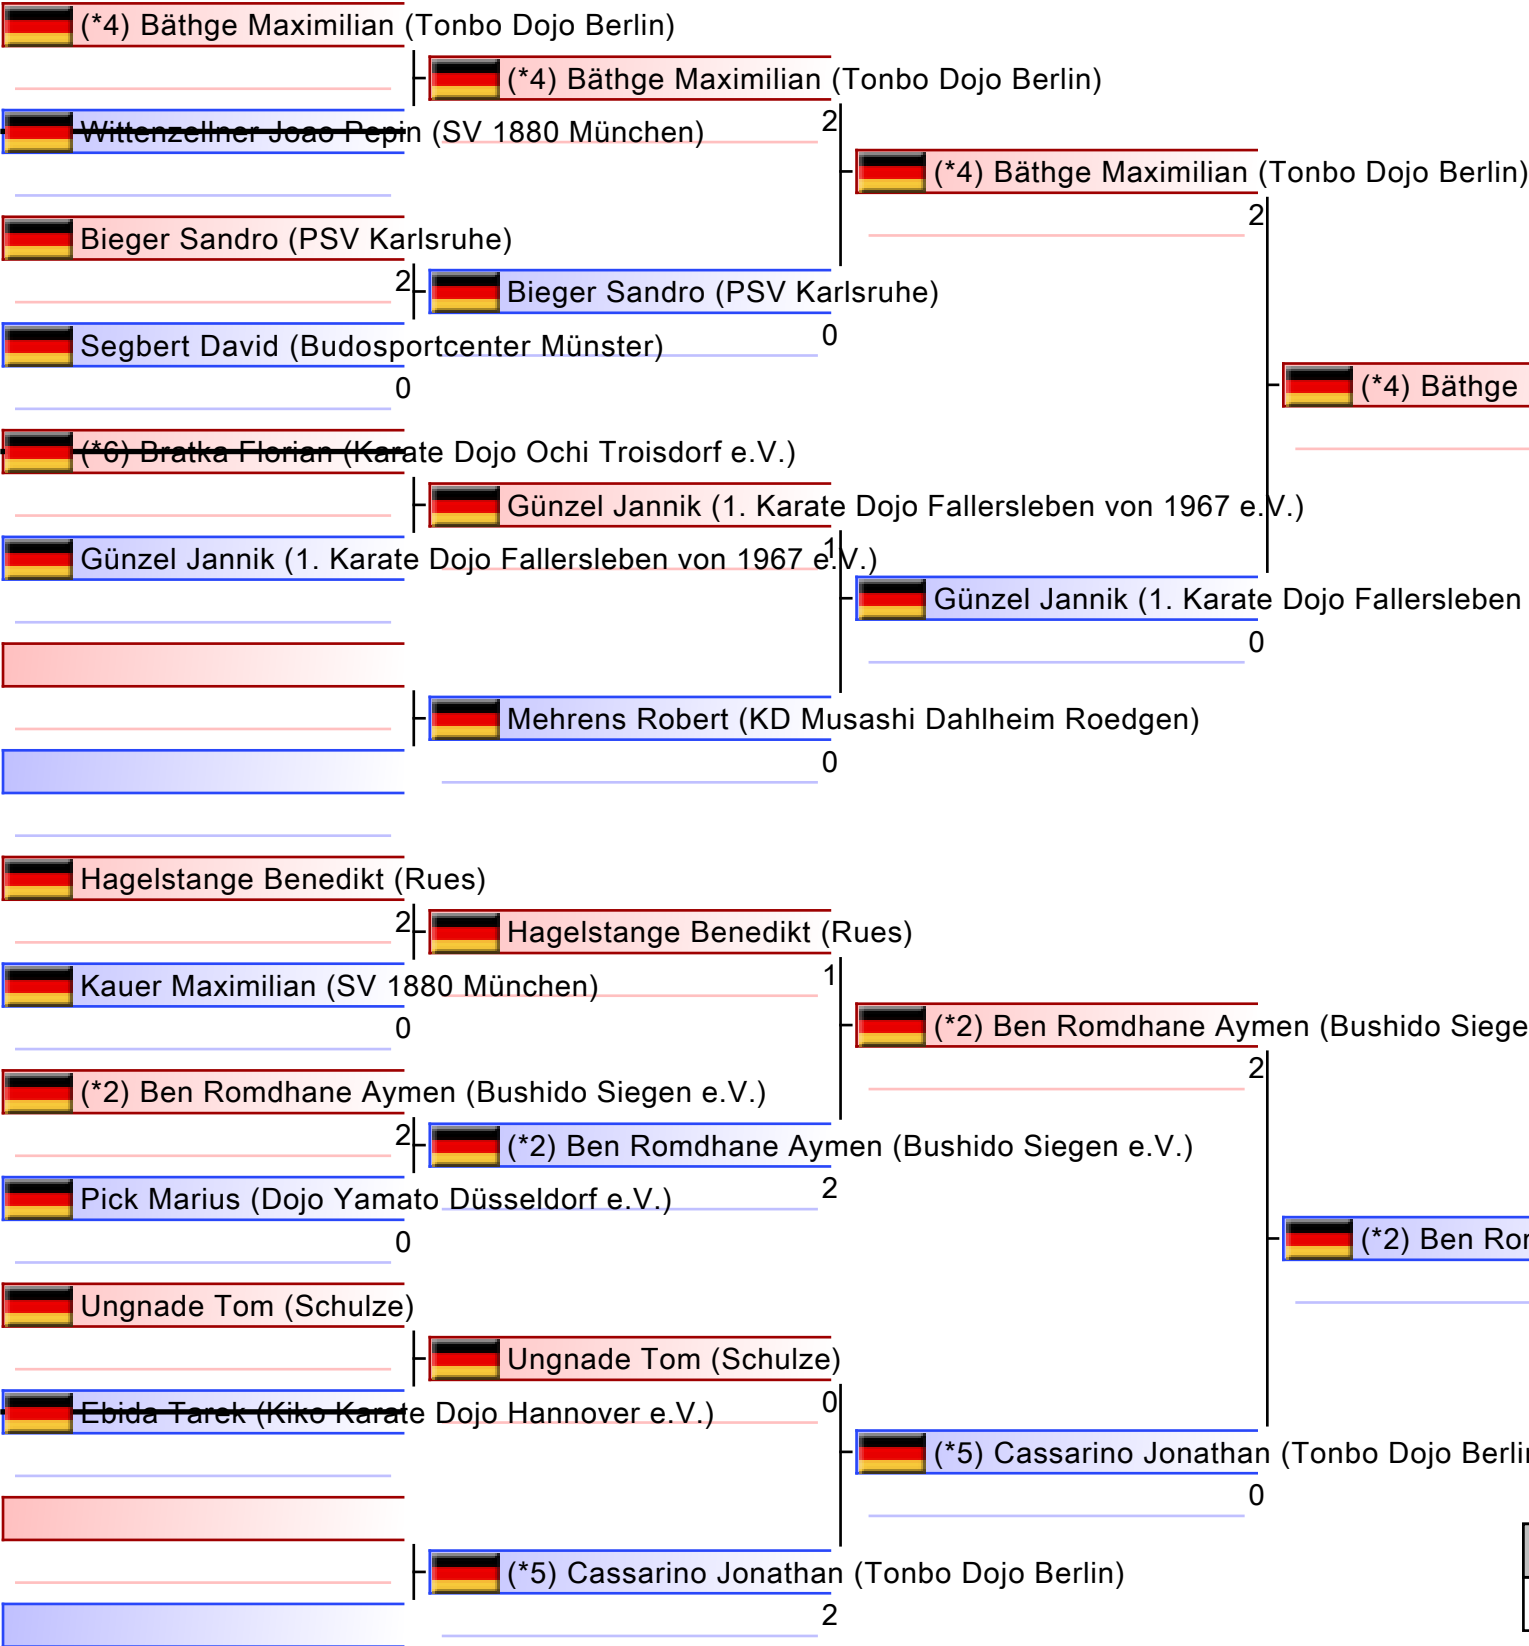 (*4) Bäthge Maximilian (Tonbo Dojo Berlin)
(*4) Bäthge Maximilian (Tonbo Dojo Berlin)
2
Wittenzellner Joao Pepin (SV 1880 München)
(*4) Bäthge Maximilian (Tonbo Dojo Berlin)
2
Bieger Sandro (PSV Karlsruhe)
2
Bieger Sandro (PSV Karlsruhe)
0
Segbert David (Budosportcenter Münster)
0
(*4) Bäthge
(*6) Bratka Florian (Karate Dojo Ochi Troisdorf e.V.)
Günzel Jannik (1. Karate Dojo Fallersleben von 1967 e.V.)
1
Günzel Jannik (1. Karate Dojo Fallersleben von 1967 e.V.)
Günzel Jannik (1. Karate Dojo Fallersleben
0
Mehrens Robert (KD Musashi Dahlheim Roedgen)
0
Hagelstange Benedikt (Rues)
2
Hagelstange Benedikt (Rues)
1
Kauer Maximilian (SV 1880 München)
0
(*2) Ben Romdhane Aymen (Bushido Siege
2
(*2) Ben Romdhane Aymen (Bushido Siegen e.V.)
2
(*2) Ben Romdhane Aymen (Bushido Siegen e.V.)
2
Pick Marius (Dojo Yamato Düsseldorf e.V.)
0
(*2) Ben Ro
Ungnade Tom (Schulze)
Ungnade Tom (Schulze)
0
Ebida Tarek (Kiko Karate Dojo Hannover e.V.)
(*5) Cassarino Jonathan (Tonbo Dojo Berli
0
(*5) Cassarino Jonathan (Tonbo Dojo Berlin)
2